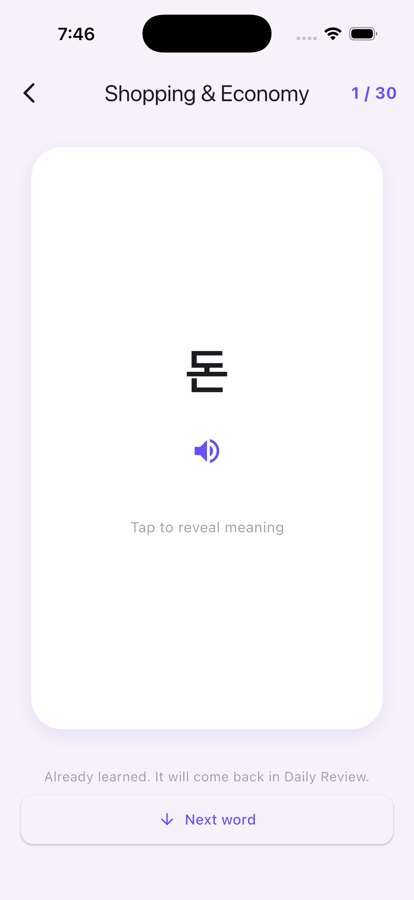 7:46
Shopping & Economy
1 / 30
돈
Tap to reveal meaning
Already learned. It will come back in Daily Review.
Next word